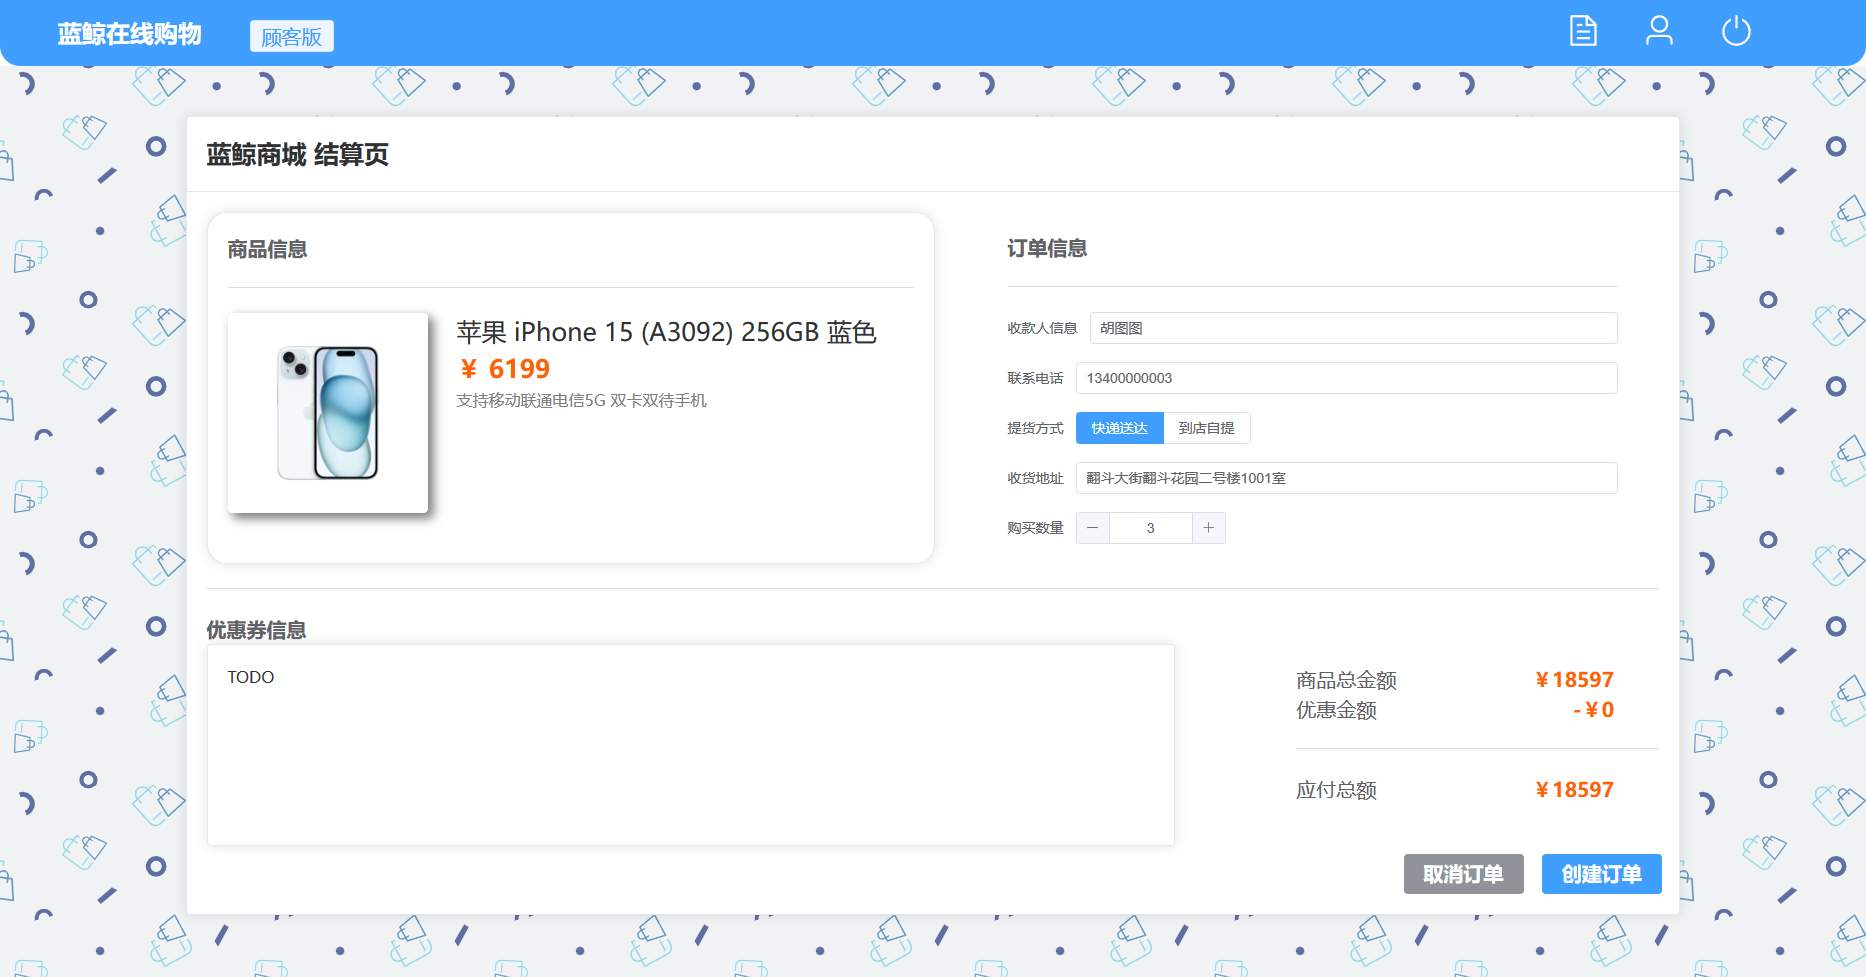 蓝鲸在线购物
顾客版
蓝鲸商城 结算页
商品信息
苹果 iPhone 15 (A3092) 256GB 蓝色
¥ 6199
支持移动联通电信5G 双卡双待手机
订单信息
收款人信息 胡图图
联系电话 13400000003
提货方式 快递送达 到店自提
收货地址 翻斗大街翻斗花园二号楼1001室
购买数量 3
优惠券信息
TODO
商品总金额 ¥18597
优惠金额 -¥0
应付总额 ¥18597
取消订单 创建订单